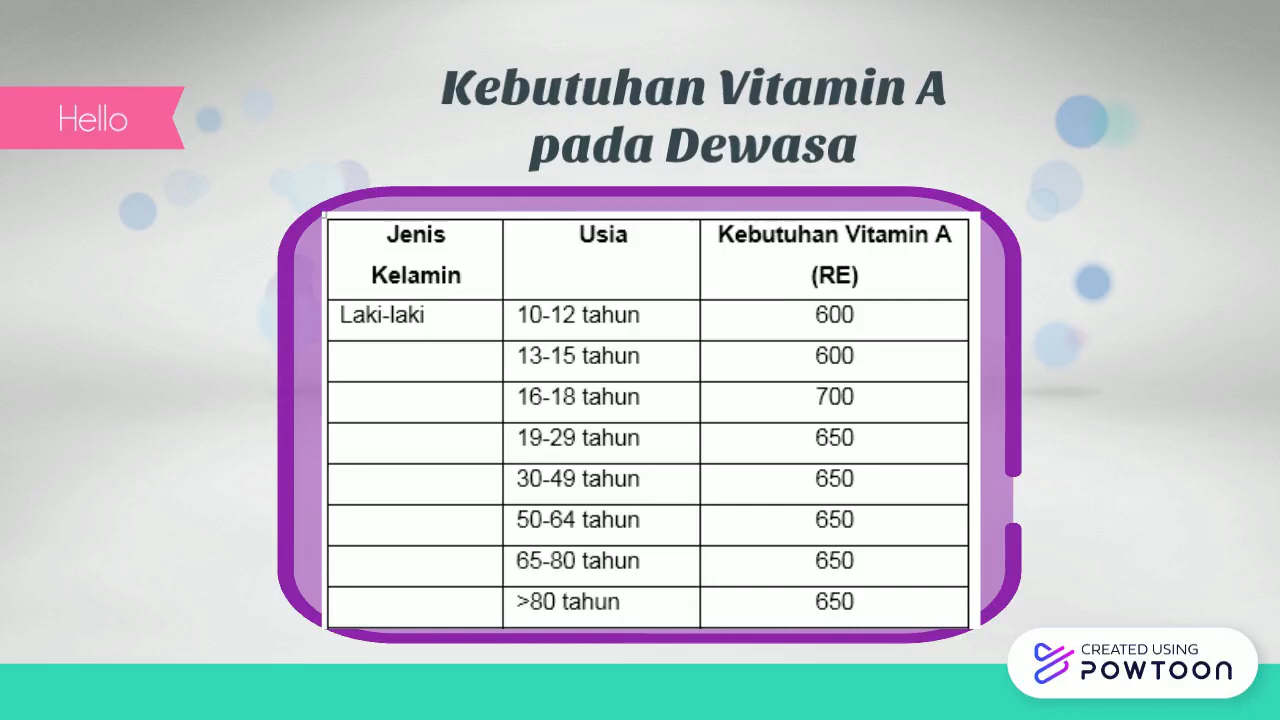 Hello
Kebutuhan Vitamin A
pada Dewasa
Jenis Kelamin Usia Kebutuhan Vitamin A (RE)
Laki-laki 10-12 tahun 600
13-15 tahun 600
16-18 tahun 700
19-29 tahun 650
30-49 tahun 650
50-64 tahun 650
65-80 tahun 650
>80 tahun 650
CREATED USING
POWTOON